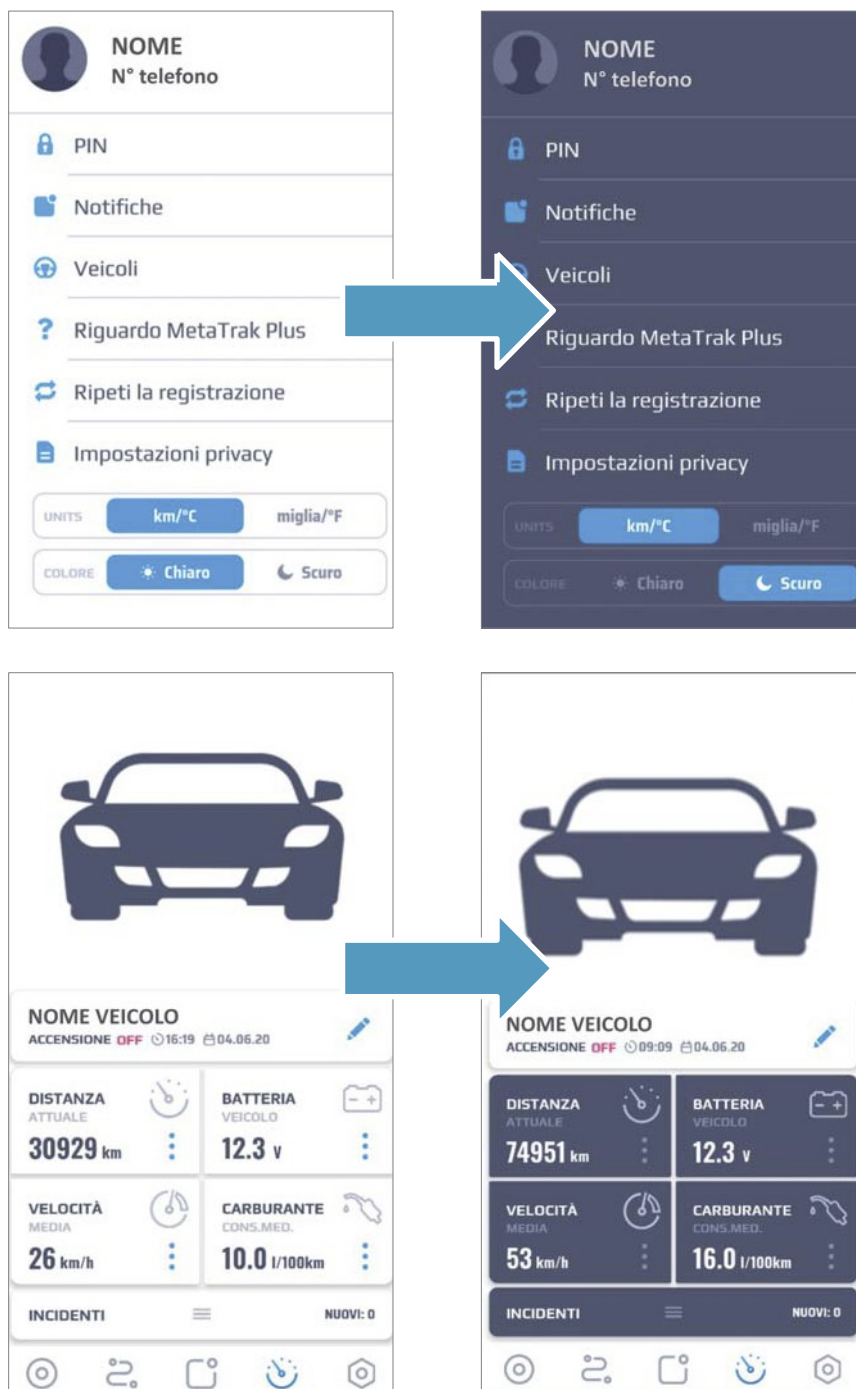 NOME
N° telefono
PIN
Notifiche
Veicoli
Riguardo MetaTrak Plus
Ripeti la registrazione
Impostazioni privacy
UNITS km/°C miglia/°F
COLORE Chiaro Scuro
NOME
N° telefono
PIN
Notifiche
Veicoli
Riguardo MetaTrak Plus
Ripeti la registrazione
Impostazioni privacy
UNITS km/°C miglia/°F
COLORE Chiaro Scuro
NOME VEICOLO
ACCENSIONE OFF 16:19 04.06.20
DISTANZA
ATTUALE
30929 km
BATTERIA
VEICOLO
12.3 V
VELOCITÀ
MEDIA
26 km/h
CARBURANTE
CONS.MED.
10.0 l/100km
INCIDENTI NUOVI: 0
NOME VEICOLO
ACCENSIONE OFF 09:09 04.06.20
DISTANZA
ATTUALE
74951 km
BATTERIA
VEICOLO
12.3 V
VELOCITÀ
MEDIA
53 km/h
CARBURANTE
CONS.MED.
16.0 l/100km
INCIDENTI NUOVI: 0